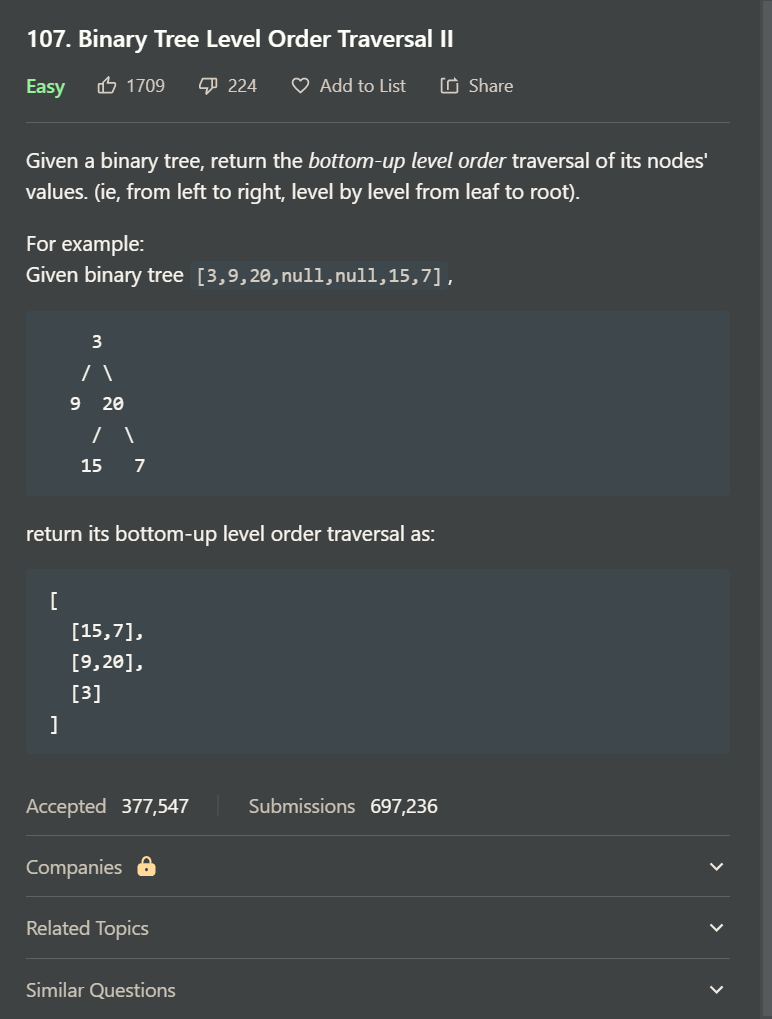 107. Binary Tree Level Order Traversal II
Easy 1709 224 Add to List Share
Given a binary tree, return the bottom-up level order traversal of its nodes'
values. (ie, from left to right, level by level from leaf to root).
For example:
Given binary tree [3,9,20,null,null,15,7],
3
/ \
9 20
/ \
15 7
return its bottom-up level order traversal as:
[
[15,7],
[9,20],
[3]
]
Accepted 377,547 Submissions 697,236
Companies
Related Topics
Similar Questions